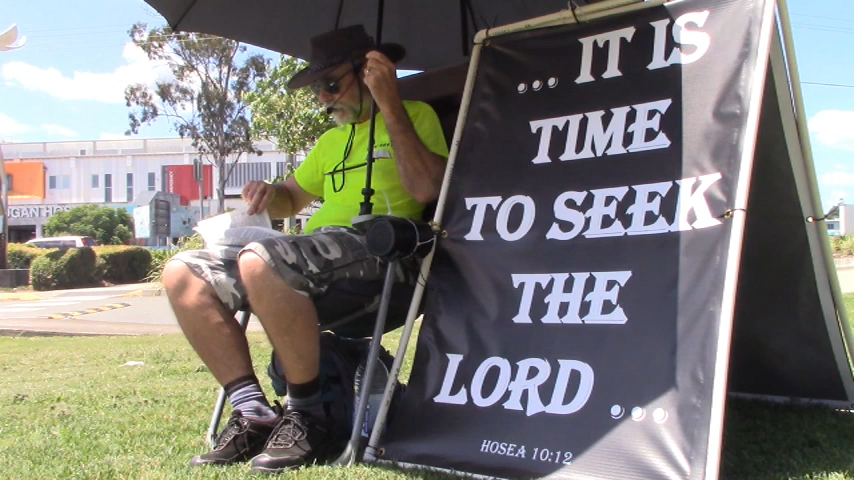 ... IT IS
TIME
TO SEEK
THE
LORD ...
HOSEA 10:12